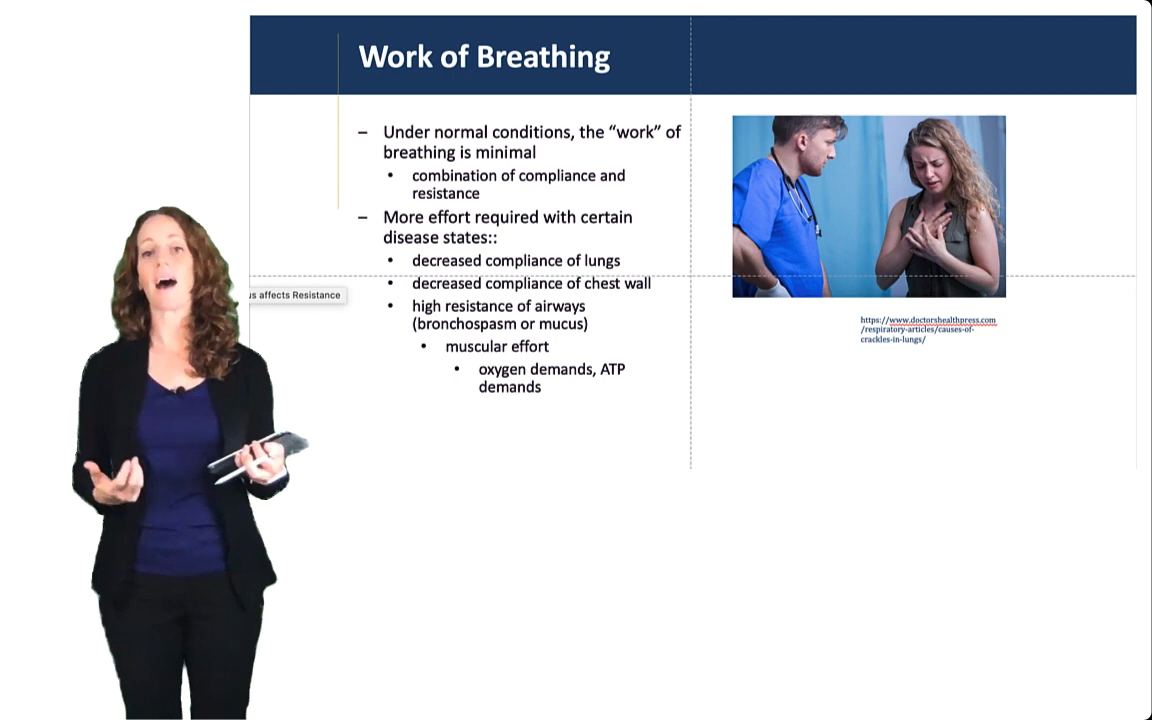 Work of Breathing
– Under normal conditions, the “work” of
breathing is minimal
• combination of compliance and
resistance
– More effort required with certain
disease states::
• decreased compliance of lungs
• decreased compliance of chest wall
• high resistance of airways
(bronchospasm or mucus)
• muscular effort
• oxygen demands, ATP
demands
us affects Resistance
https://www.doctorshealthpress.com
/respiratory-articles/causes-of-
crackles-in-lungs/